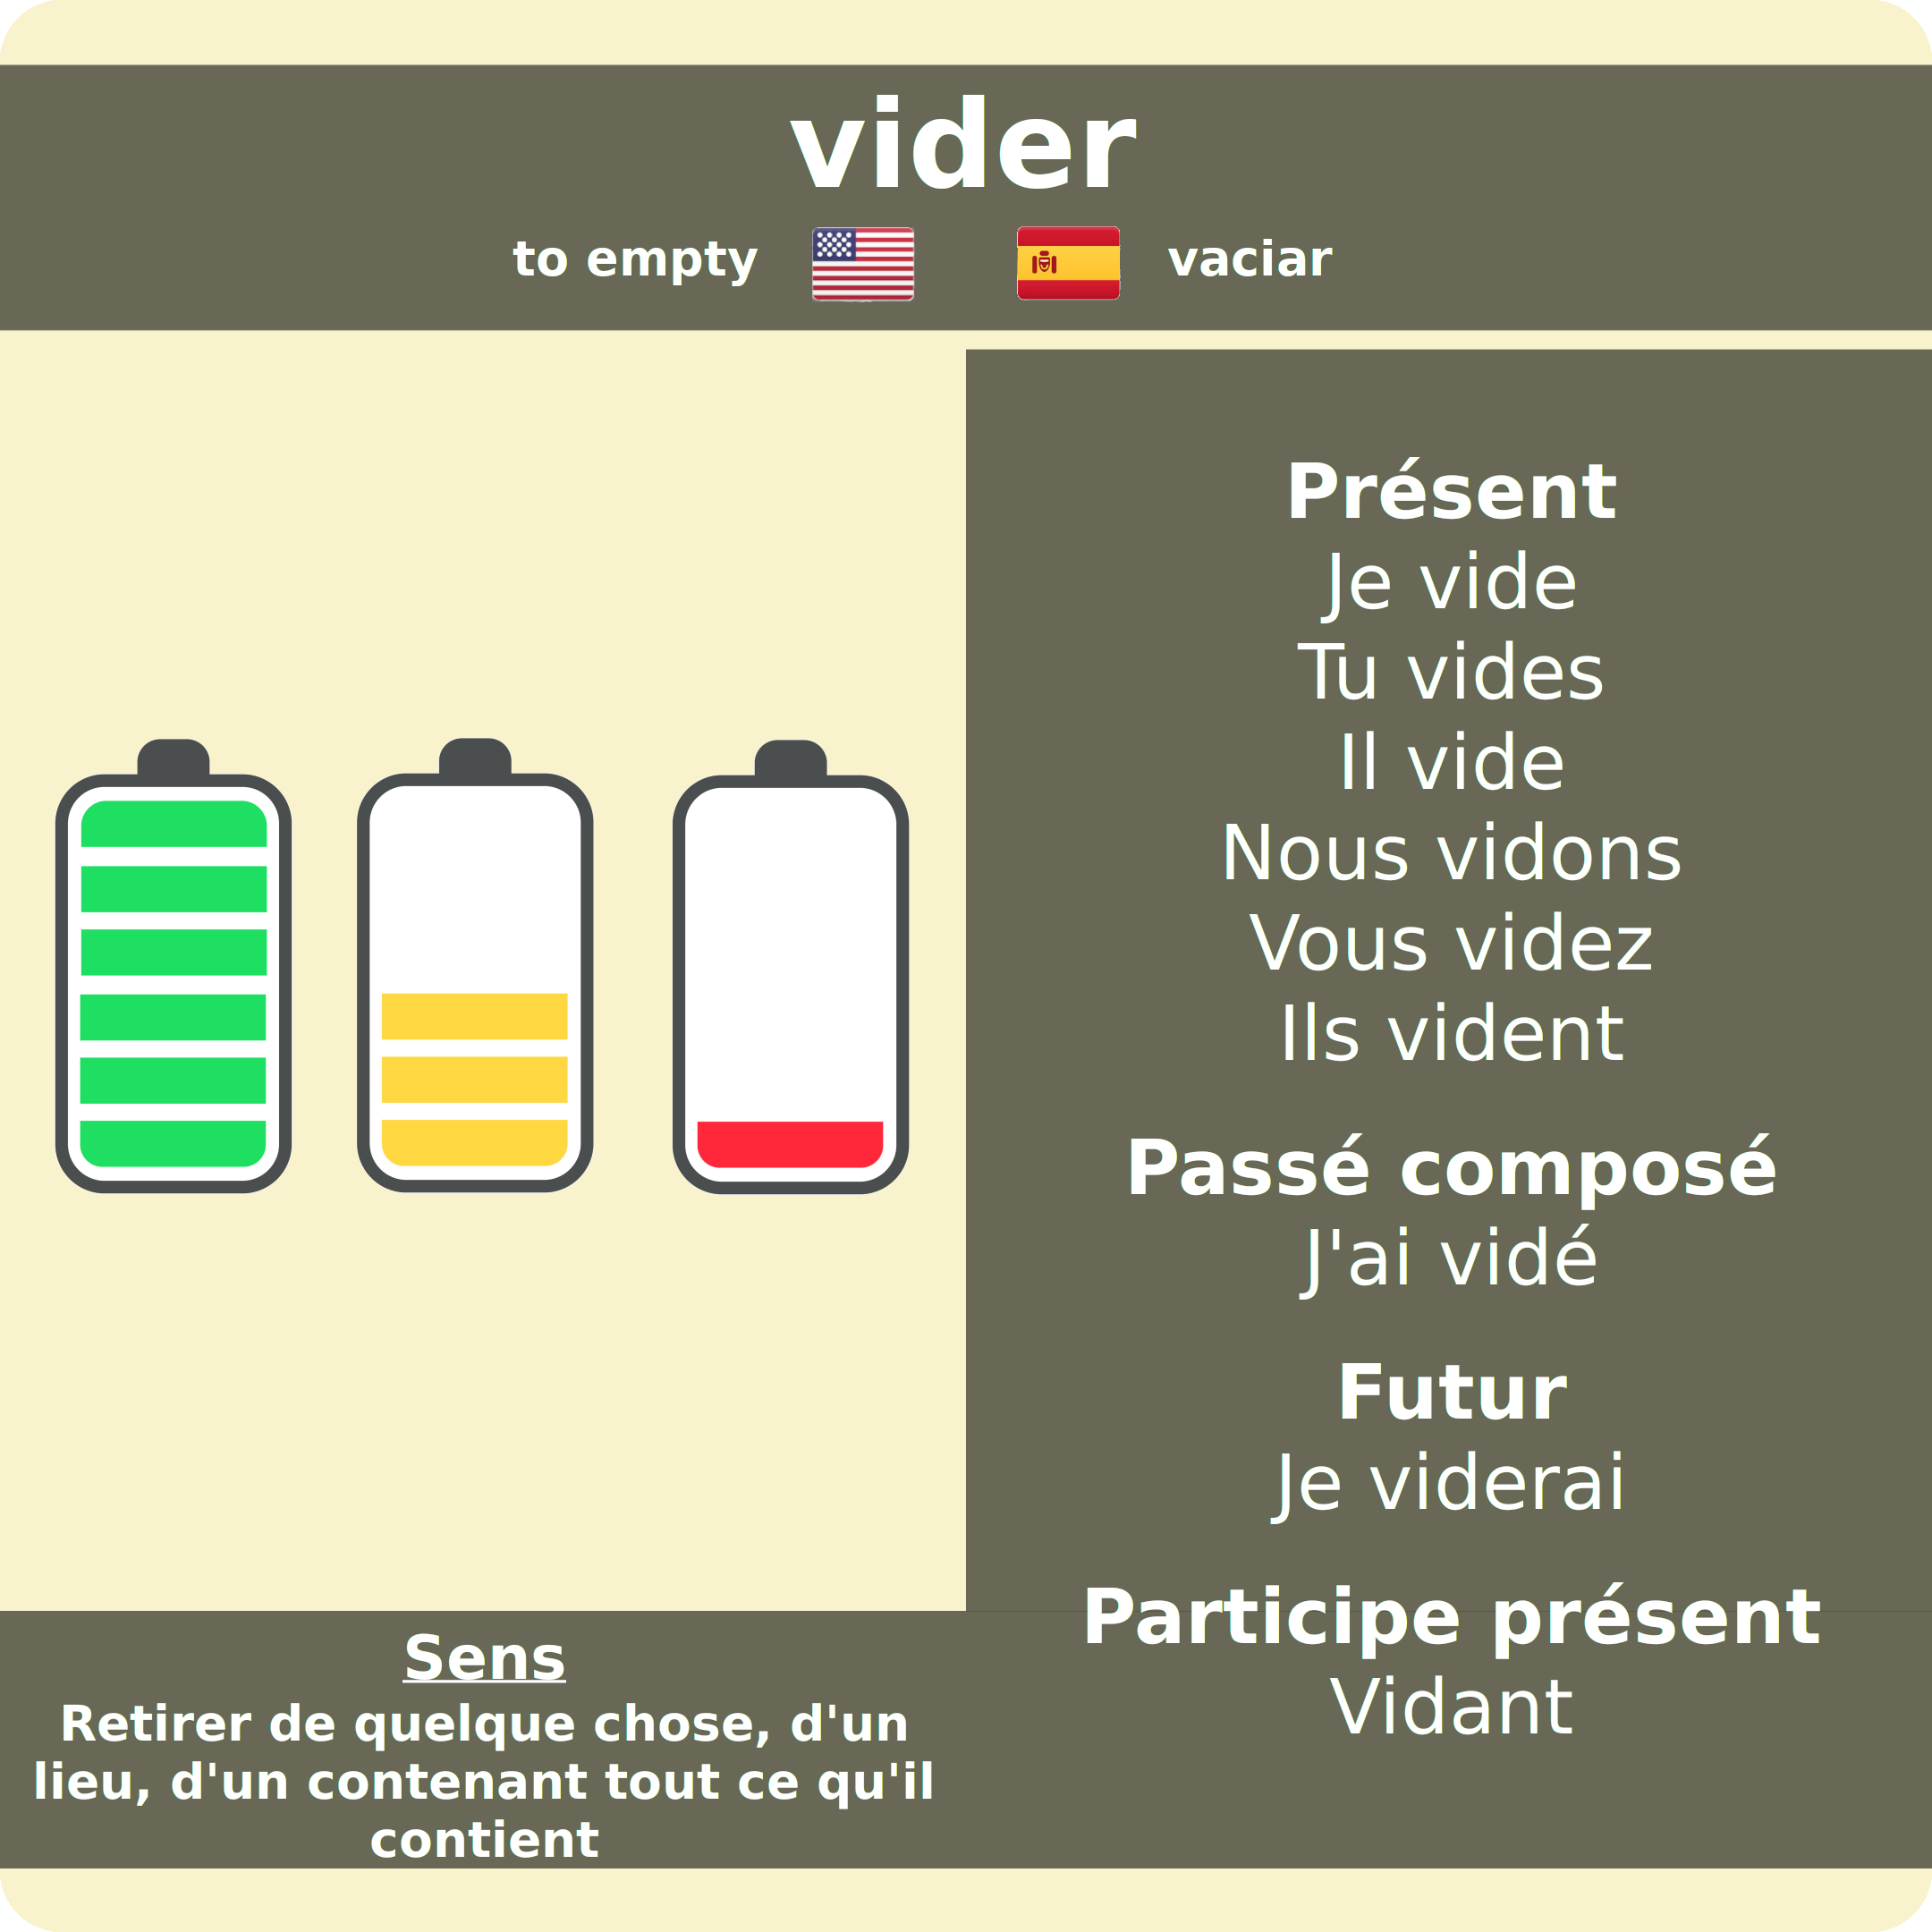 vider
to empty
vaciar
Présent
Je vide
Tu vides
Il vide
Nous vidons
Vous videz
Ils vident
Passé composé
J'ai vidé
Futur
Je viderai
Participe présent
Vidant
Sens
Retirer de quelque chose, d'un
lieu, d'un contenant tout ce qu'il
contient